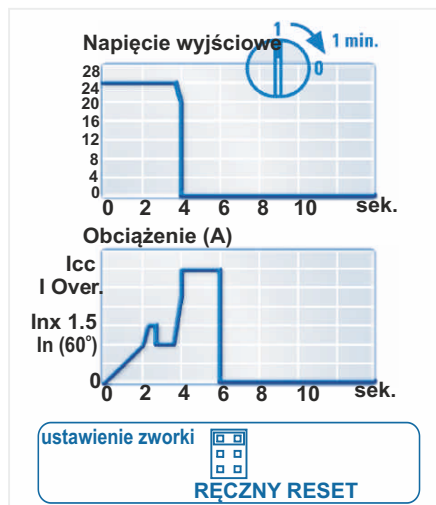 Napięcie wyjściowe
1
1 min.
0
28
24
20
16
12
8
4
0
0 2 4 6 8 10 sek.
Obciążenie (A)
Icc
I Over.
Inx 1.5
In (60°)
0
0 2 4 6 8 10 sek.
ustawienie zworki
RĘCZNY RESET